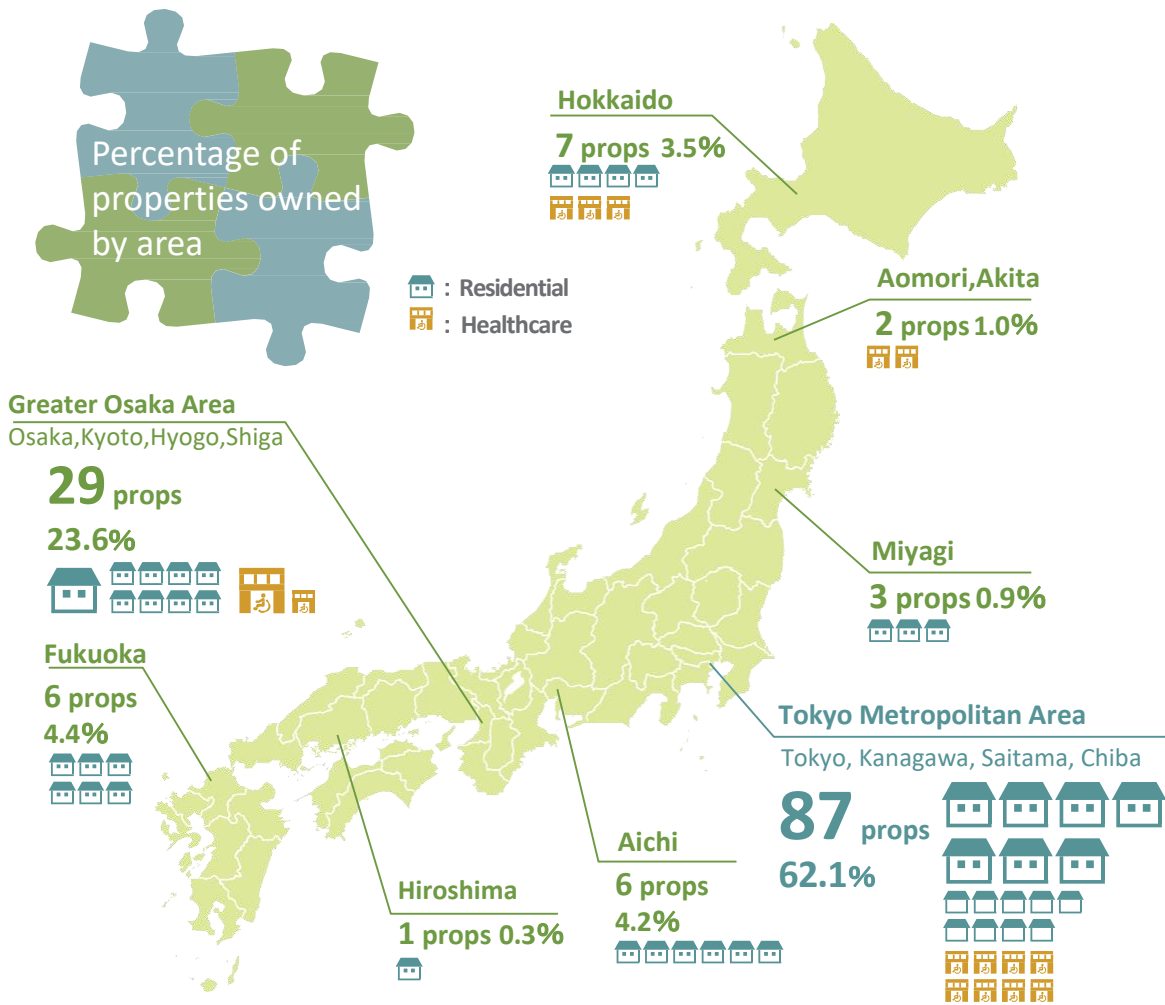 Percentage of
properties owned
by area
: Residential
: Healthcare
Hokkaido
7 props 3.5%
Aomori,Akita
2 props 1.0%
Greater Osaka Area
Osaka,Kyoto,Hyogo,Shiga
29 props
23.6%
Miyagi
3 props 0.9%
Fukuoka
6 props
4.4%
Tokyo Metropolitan Area
Tokyo, Kanagawa, Saitama, Chiba
87 props
62.1%
Aichi
6 props
4.2%
Hiroshima
1 props 0.3%